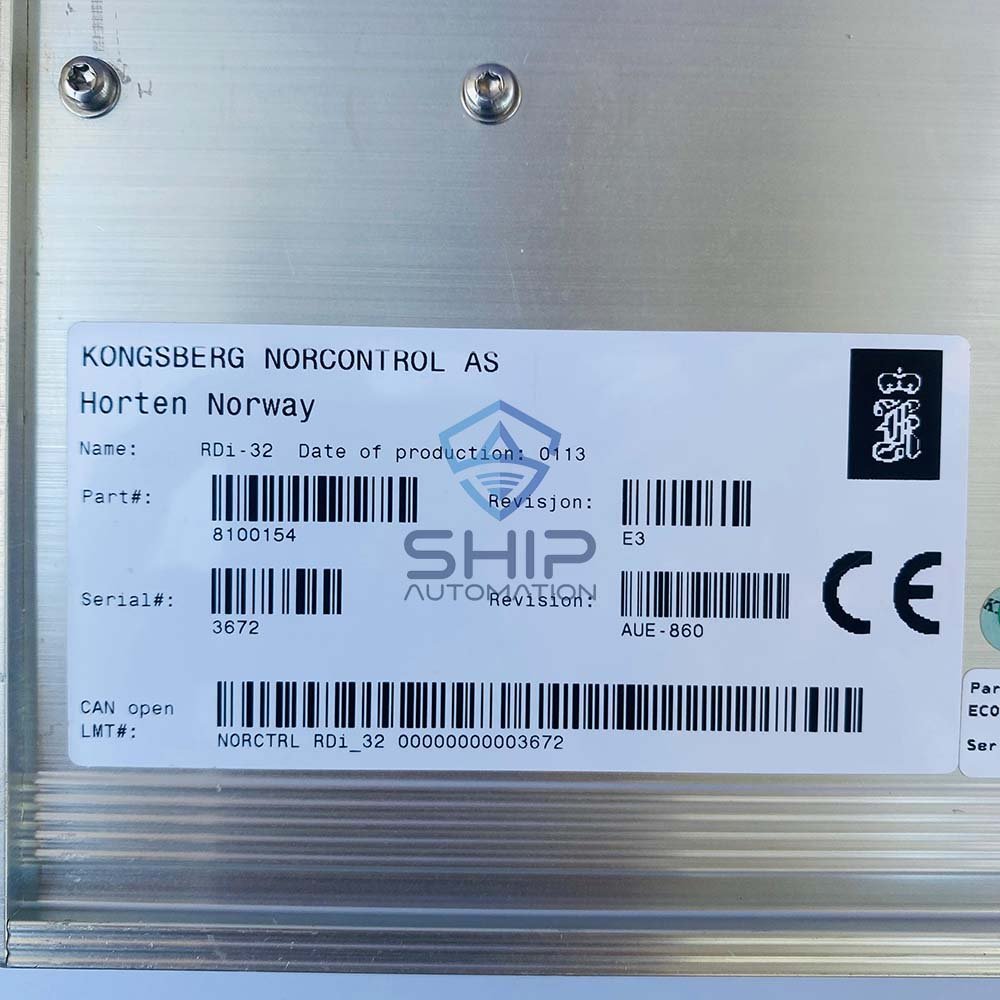 KONGSBERG NORCONTROL AS
Horten Norway
Name: RDi-32 Date of production: 0113
Part#: 8100154 Revisjon: E3
SHIP
AUTOMATION
Serial#: 3672 Revision: AUE-860
CE
CAN open
LMT#: NORCTRL RDi_32 00000000003672
Par
ECO
Ser